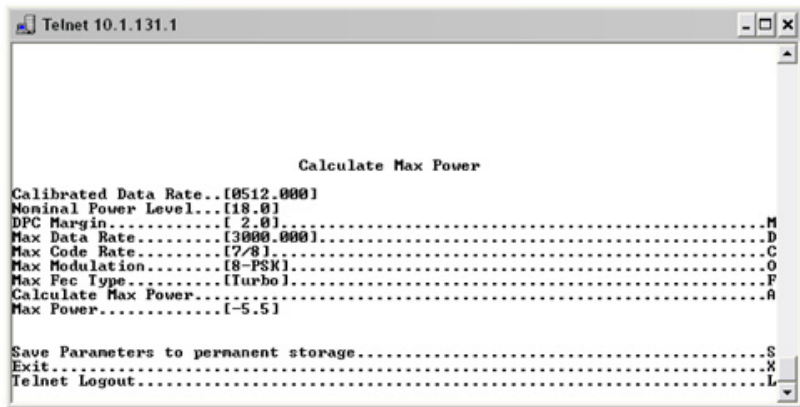 Telnet 10.1.131.1
Calculate Max Power
Calibrated Data Rate..[0512.000]
Nominal Power Level...[18.0]
DPC Margin............[ 2.0]..........................................................M
Max Data Rate.........[3000.000]......................................................D
Max Code Rate.........[7/8]...........................................................C
Max Modulation........[8-PSK].........................................................O
Max Fec Type..........[Turbo].........................................................F
Calculate Max Power...................................................................A
Max Power.............[-5.5]
Save Parameters to permanent storage..................................................S
Exit..................................................................................X
Telnet Logout.........................................................................L